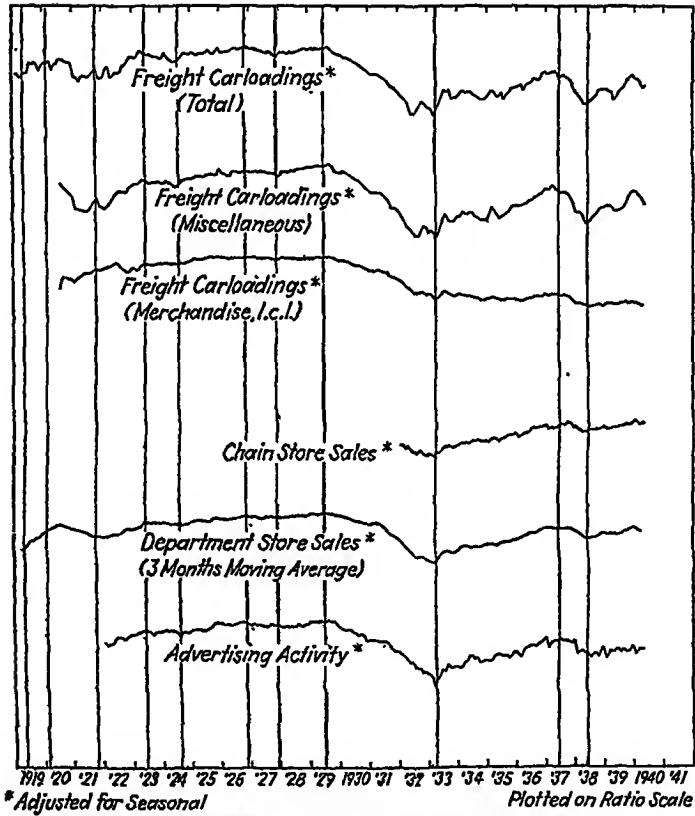 Freight Carloadings*
(Total)
Freight Carloadings*
(Miscellaneous)
Freight Carloadings*
(Merchandise, l.c.l.)
Chain Store Sales *
Department Store Sales *
(3 Months Moving Average)
Advertising Activity *
1919 '20 '21 '22 '23 '24 '25 '26 '27 '28 '29 1930 '31 '32 '33 '34 '35 '36 '37 '38 '39 1940 '41
* Adjusted for Seasonal Plotted on Ratio Scale